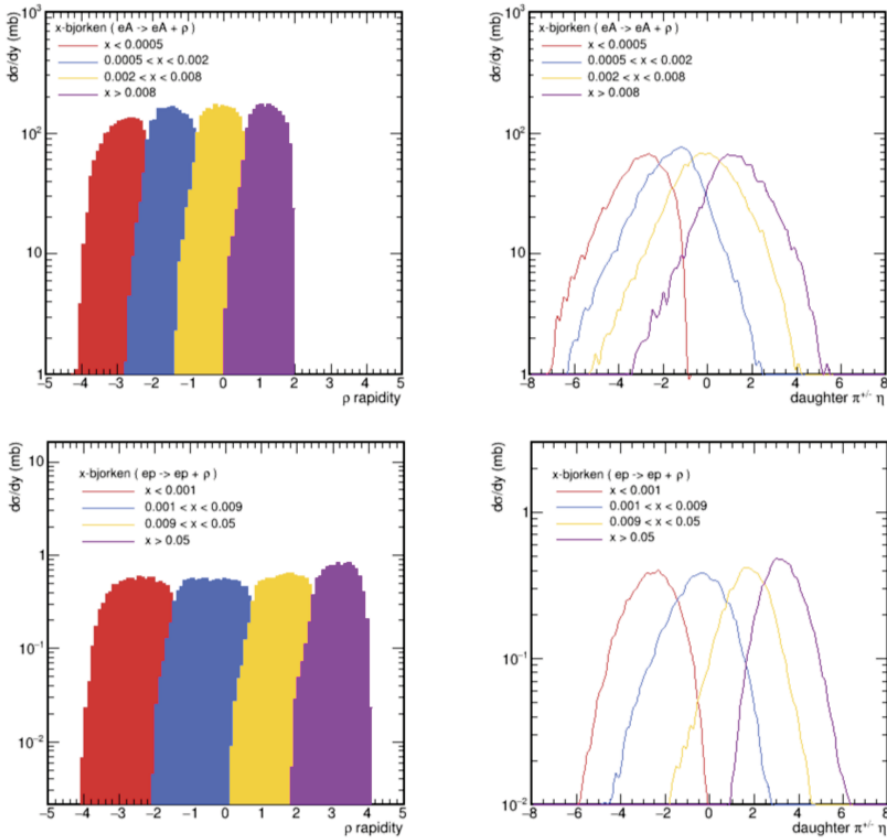 dσ/dy (mb)
10³
10²
10
1
x-bjorken ( eA -> eA + ρ )
x < 0.0005
0.0005 < x < 0.002
0.002 < x < 0.008
x > 0.008
−5 −4 −3 −2 −1 0 1 2 3 4 5
ρ rapidity
dσ/dy (mb)
10³
10²
10
1
x-bjorken ( eA -> eA + ρ )
x < 0.0005
0.0005 < x < 0.002
0.002 < x < 0.008
x > 0.008
−8 −6 −4 −2 0 2 4 6 8
daughter π⁺/⁻ η
dσ/dy (mb)
10
1
10⁻¹
10⁻²
x-bjorken ( ep -> ep + ρ )
x < 0.001
0.001 < x < 0.009
0.009 < x < 0.05
x > 0.05
−5 −4 −3 −2 −1 0 1 2 3 4 5
ρ rapidity
dσ/dy (mb)
1
10⁻¹
10⁻²
x-bjorken ( ep -> ep + ρ )
x < 0.001
0.001 < x < 0.009
0.009 < x < 0.05
x > 0.05
−8 −6 −4 −2 0 2 4 6 8
daughter π⁺/⁻ η